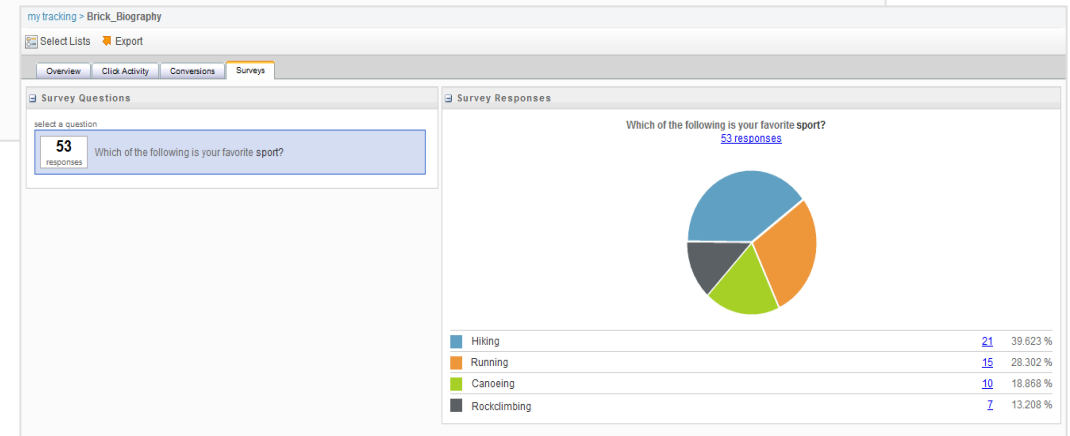 my tracking > Brick_Biography
Select Lists Export
Overview Click Activity Conversions Surveys
Survey Questions
select a question
53
responses
Which of the following is your favorite sport?
Survey Responses
Which of the following is your favorite sport?
53 responses
Hiking 21 39.623 %
Running 15 28.302 %
Canoeing 10 18.868 %
Rockclimbing 7 13.208 %